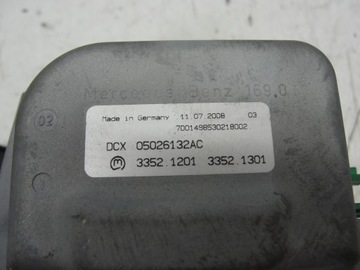 Mercedes Benz 169.0
02
Made in Germany 11.07.2008 03
7001498530218002
DCX 05026132AC
M 3352.1201 3352.1301